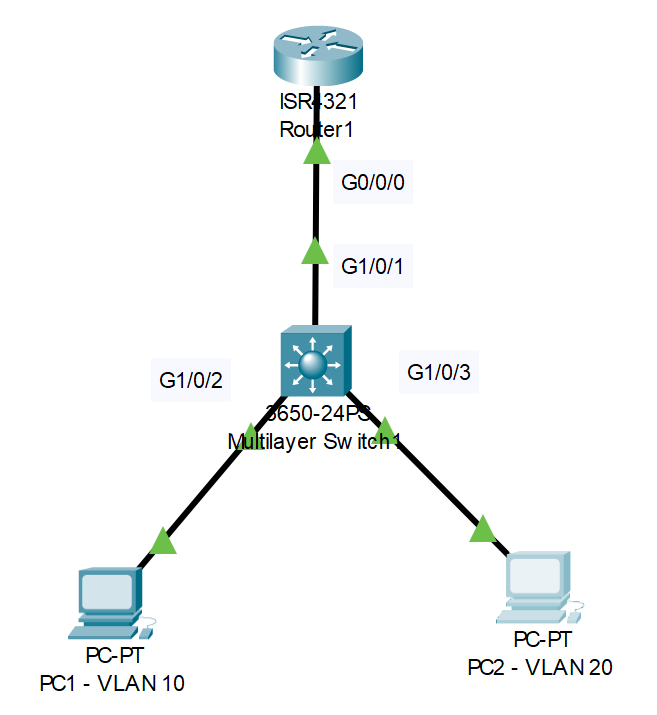 ISR4321
Router1
G0/0/0
G1/0/1
G1/0/2
G1/0/3
3650-24PS
Multilayer Switch1
PC-PT
PC1 - VLAN 10
PC-PT
PC2 - VLAN 20